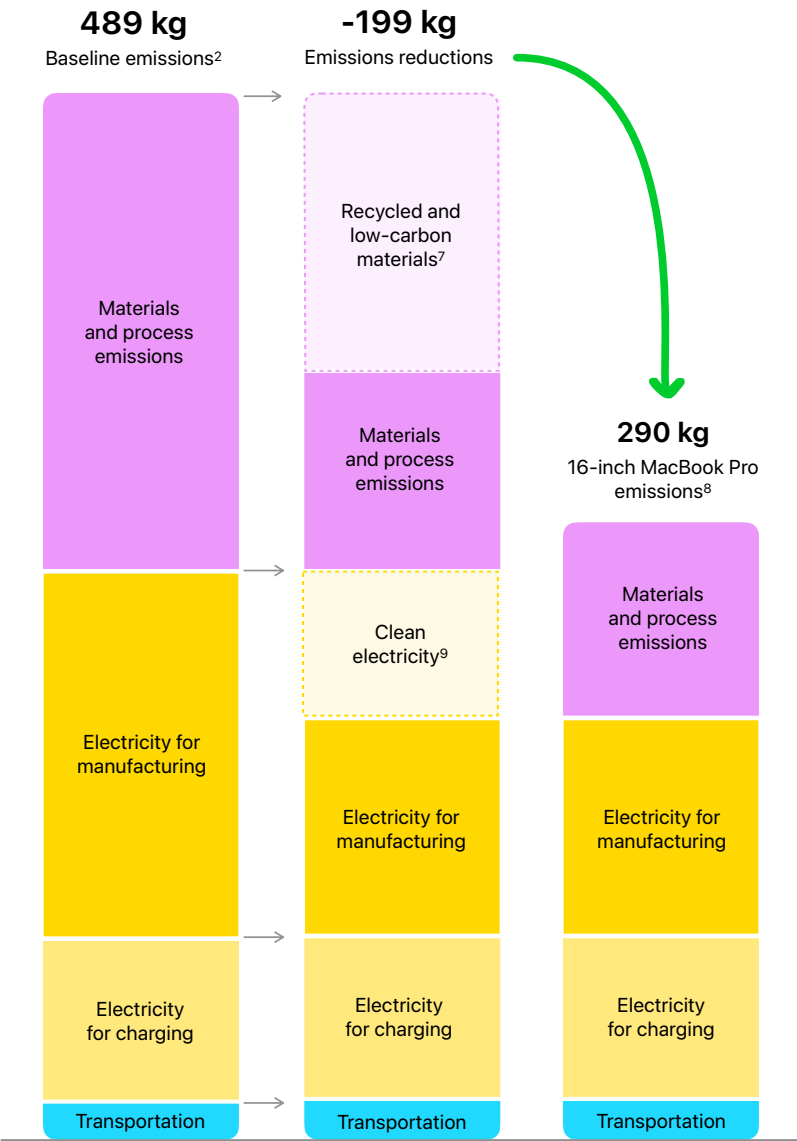 489 kg
Baseline emissions²
-199 kg
Emissions reductions
Materials
and process
emissions
Electricity for
manufacturing
Electricity
for charging
Transportation
Recycled and
low-carbon
materials⁷
Materials
and process
emissions
Clean
electricity⁹
Electricity for
manufacturing
Electricity
for charging
Transportation
290 kg
16-inch MacBook Pro
emissions⁸
Materials
and process
emissions
Electricity for
manufacturing
Electricity
for charging
Transportation